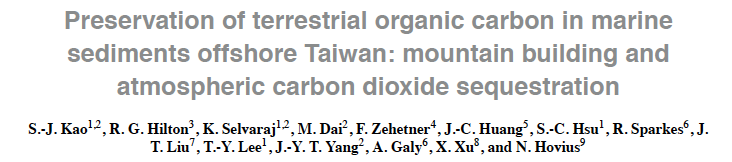 Preservation of terrestrial organic carbon in marine
sediments offshore Taiwan: mountain building and
atmospheric carbon dioxide sequestration
S.-J. Kao1,2, R. G. Hilton3, K. Selvaraj1,2, M. Dai2, F. Zehetner4, J.-C. Huang5, S.-C. Hsu1, R. Sparkes6, J.
T. Liu7, T.-Y. Lee1, J.-Y. T. Yang2, A. Galy6, X. Xu8, and N. Hovius9